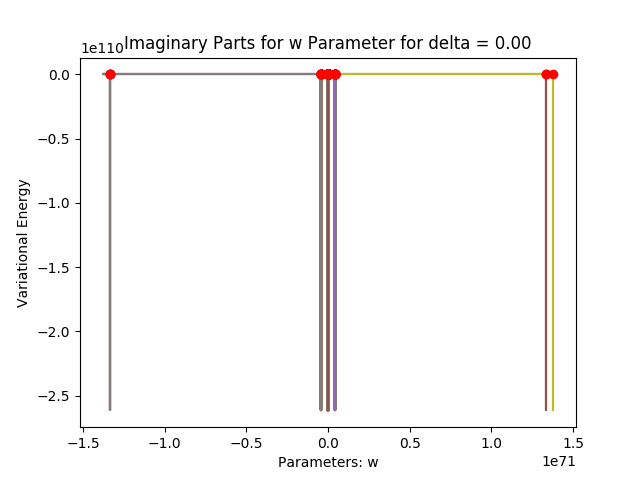 Imaginary Parts for w Parameter for delta = 0.00
1e110
0.0
−0.5
−1.0
−1.5
−2.0
−2.5
Variational Energy
−1.5
−1.0
−0.5
0.0
0.5
1.0
1.5
1e71
Parameters: w